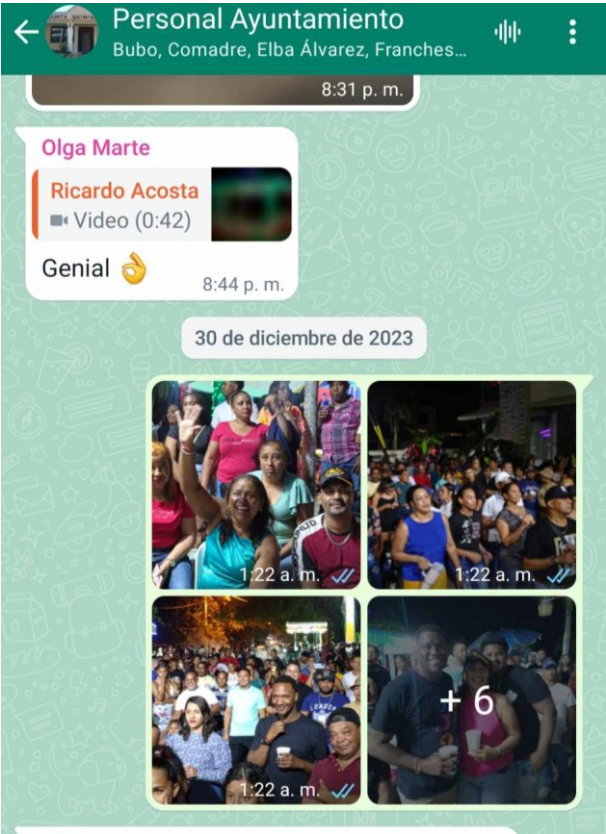 Personal Ayuntamiento
Bubo, Comadre, Elba Álvarez, Franches...
8:31 p. m.
Olga Marte
Ricardo Acosta
Video (0:42)
Genial 👌
8:44 p. m.
30 de diciembre de 2023
1:22 a. m.
1:22 a. m.
1:22 a. m.
+ 6